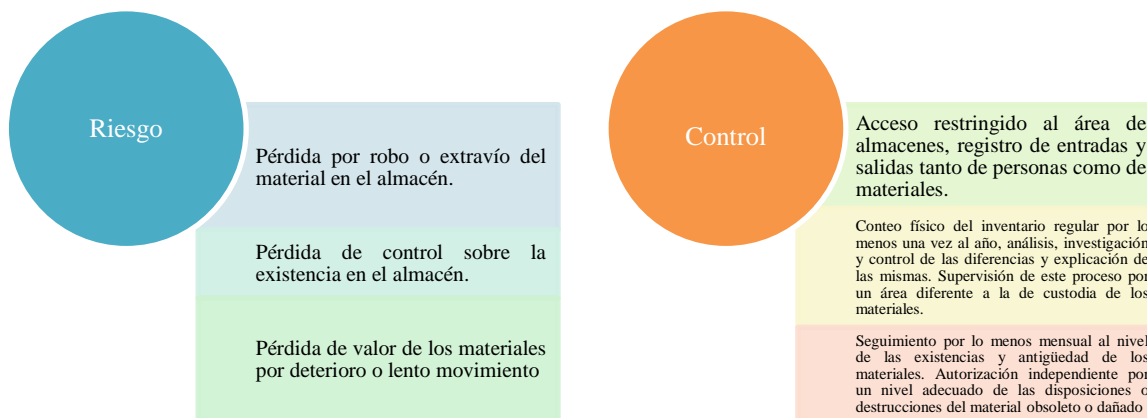 Riesgo
Pérdida por robo o extravío del
material en el almacén.
Pérdida de control sobre la
existencia en el almacén.
Pérdida de valor de los materiales
por deterioro o lento movimiento
Control
Acceso restringido al área de
almacenes, registro de entradas y
salidas tanto de personas como de
materiales.
Conteo físico del inventario regular por lo
menos una vez al año, análisis, investigación
y control de las diferencias y explicación de
las mismas. Supervisión de este proceso por
un área diferente a la de custodia de los
materiales.
Seguimiento por lo menos mensual al nivel
de las existencias y antigüedad de los
materiales. Autorización independiente por
un nivel adecuado de las disposiciones o
destrucciones del material obsoleto o dañado